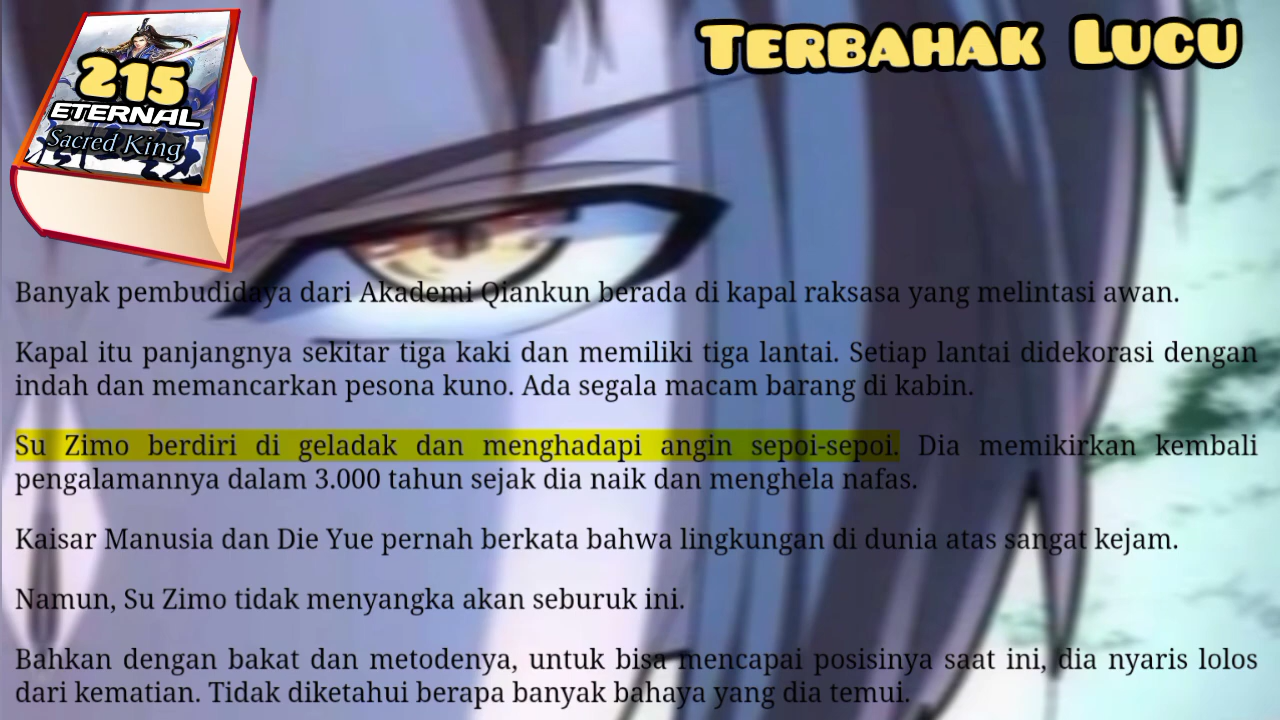 215
ETERNAL
Sacred King
TERBAHAK LUCU
Banyak pembudidaya dari Akademi Qiankun berada di kapal raksasa yang melintasi awan.
Kapal itu panjangnya sekitar tiga kaki dan memiliki tiga lantai. Setiap lantai didekorasi dengan
indah dan memancarkan pesona kuno. Ada segala macam barang di kabin.
Su Zimo berdiri di geladak dan menghadapi angin sepoi-sepoi. Dia memikirkan kembali
pengalamannya dalam 3.000 tahun sejak dia naik dan menghela nafas.
Kaisar Manusia dan Die Yue pernah berkata bahwa lingkungan di dunia atas sangat kejam.
Namun, Su Zimo tidak menyangka akan seburuk ini.
Bahkan dengan bakat dan metodenya, untuk bisa mencapai posisinya saat ini, dia nyaris lolos
dari kematian. Tidak diketahui berapa banyak bahaya yang dia temui.